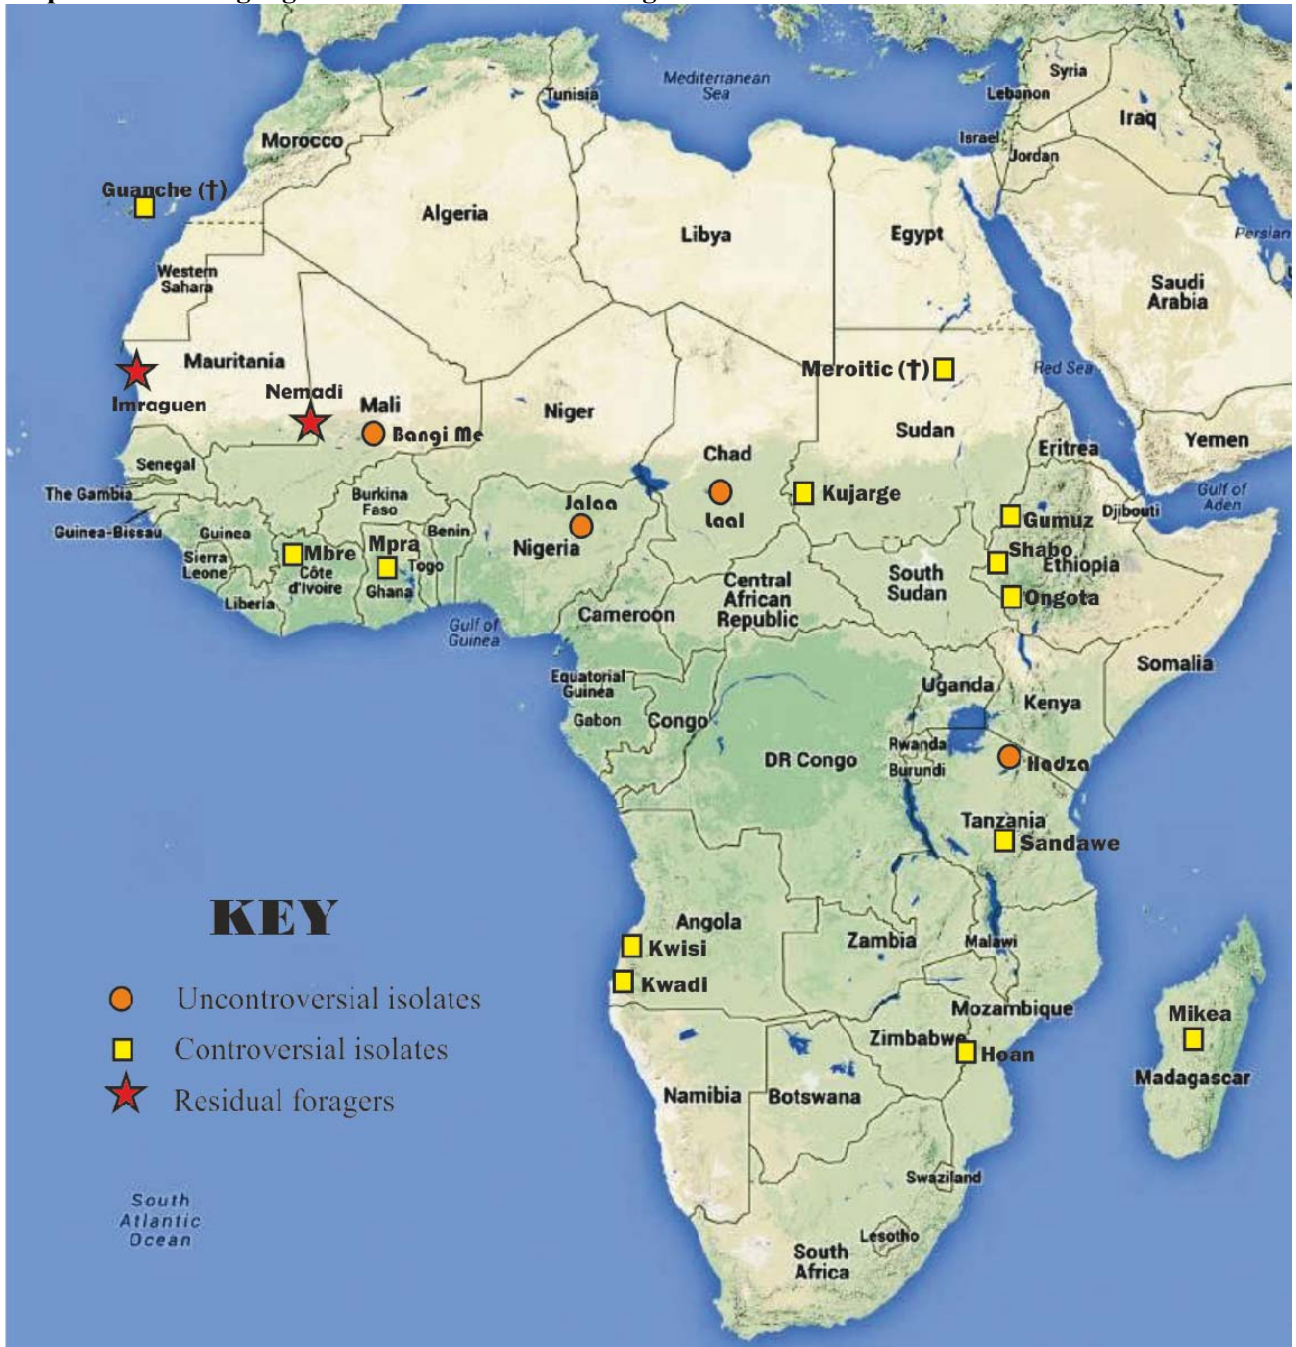 Mediterranean
Sea
Syria
Lebanon
Iraq
Tunisia
Israel
Jordan
Morocco
Guanche (†)
Algeria
Libya
Egypt
Persian
Western
Sahara
Saudi
Arabia
Mauritania
Meroitic (†)
Red Sea
Imraguen
Nemadi
Mali
Niger
Bangi Me
Sudan
Eritrea
Yemen
Chad
Senegal
The Gambia
Burkina
Faso
Jalaa
Laal
Kujarge
Gulf of
Aden
Djibouti
Gumuz
Guinea-Bissau
Guinea
Benin
Nigeria
Sierra
Leone
Mbre
Mpra
Togo
Côte
d'Ivoire
Ghana
Shabo
Ethiopia
South
Sudan
Central
African
Republic
Ongota
Liberia
Cameroon
Gulf of
Guinea
Somalia
Equatorial
Guinea
Uganda
Kenya
Gabon
Congo
Rwanda
Burundi
DR Congo
Hadza
Tanzania
Sandawe
KEY
Angola
Zambia
Malawi
Kwisi
Kwadi
Uncontroversial isolates
Mozambique
Mikea
Controversial isolates
Zimbabwe
Hoan
Madagascar
Residual foragers
Namibia
Botswana
Swaziland
South
Atlantic
Ocean
Lesotho
South
Africa